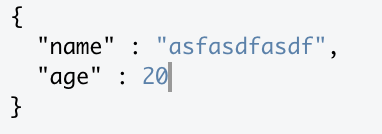 {
  "name" : "asfasdfasdf",
  "age" : 20
}